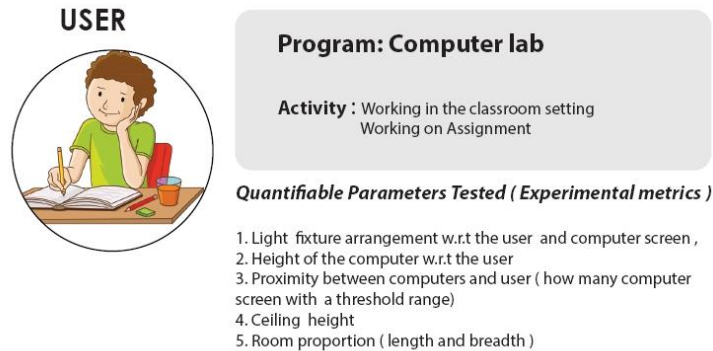 USER
Program: Computer lab
Activity : Working in the classroom setting
Working on Assignment
Quantifiable Parameters Tested ( Experimental metrics )
1. Light fixture arrangement w.r.t the user and computer screen ,
2. Height of the computer w.r.t the user
3. Proximity between computers and user ( how many computer
screen with a threshold range)
4. Ceiling height
5. Room proportion ( length and breadth )